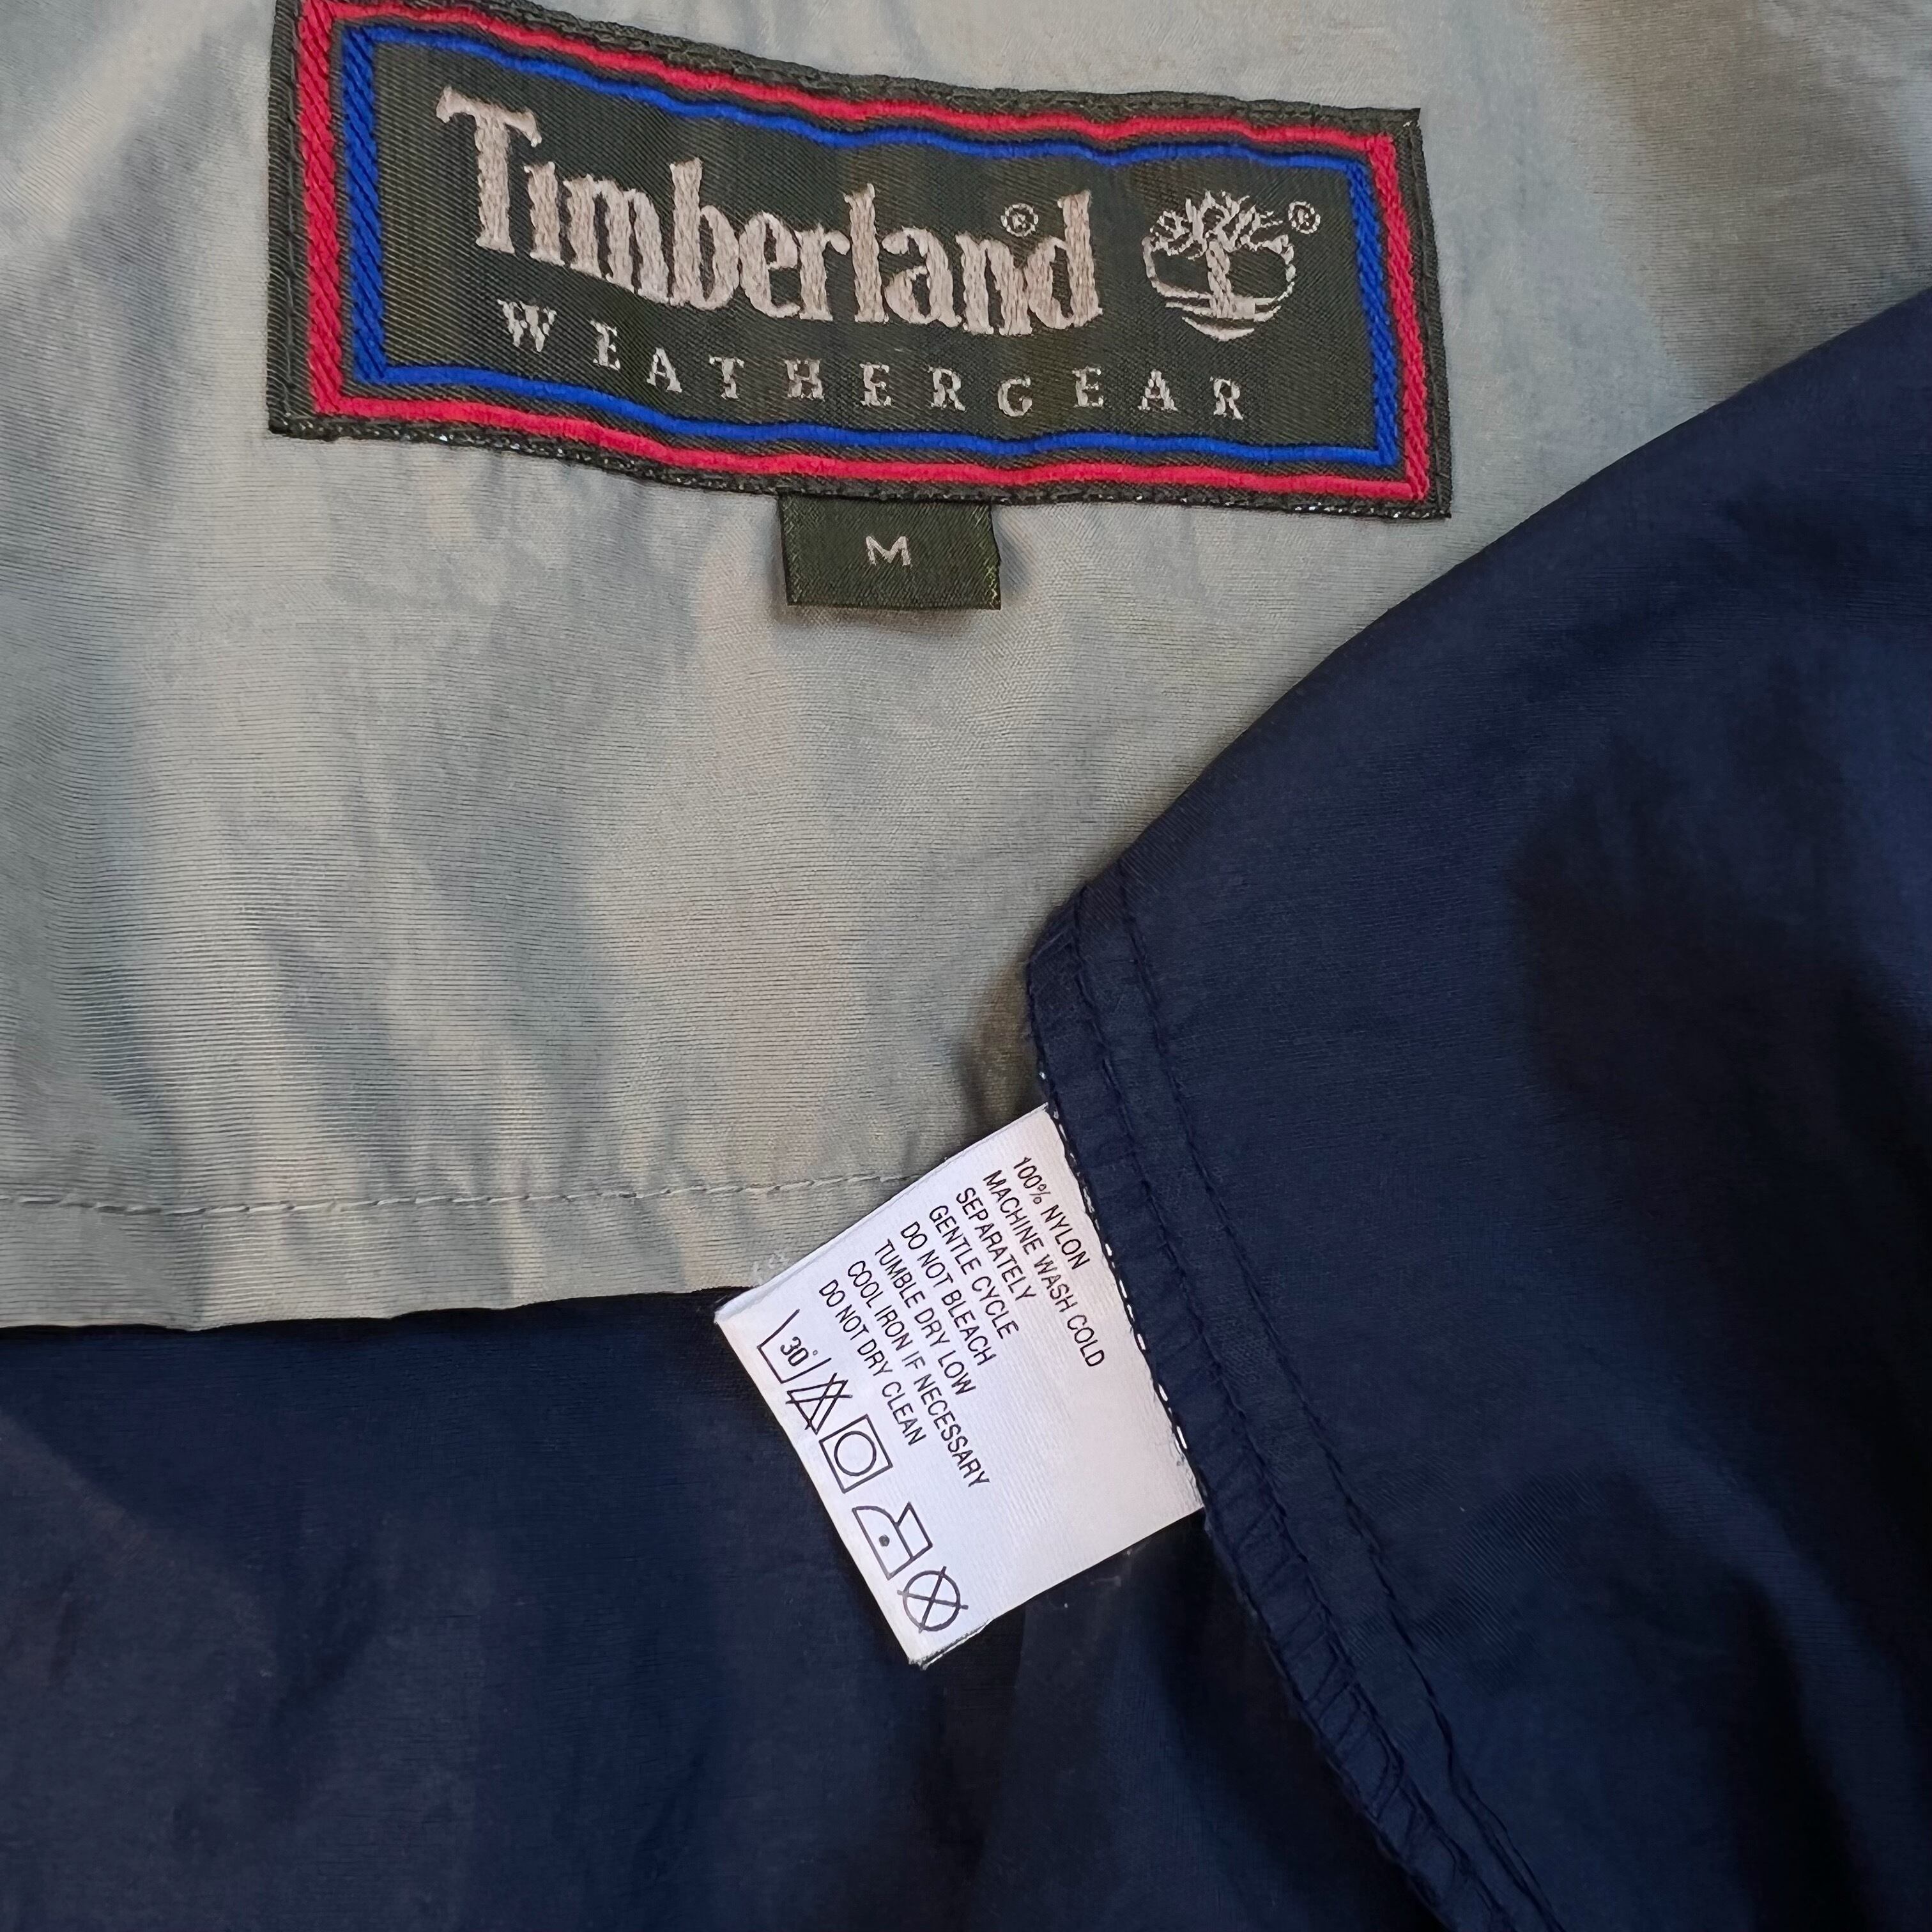 Timberland®
®
WEATHERGEAR
M
100% NYLON
MACHINE WASH COLD
SEPARATELY
GENTLE CYCLE
DO NOT BLEACH
TUMBLE DRY LOW
COOL IRON IF NECESSARY
DO NOT DRY CLEAN
30°